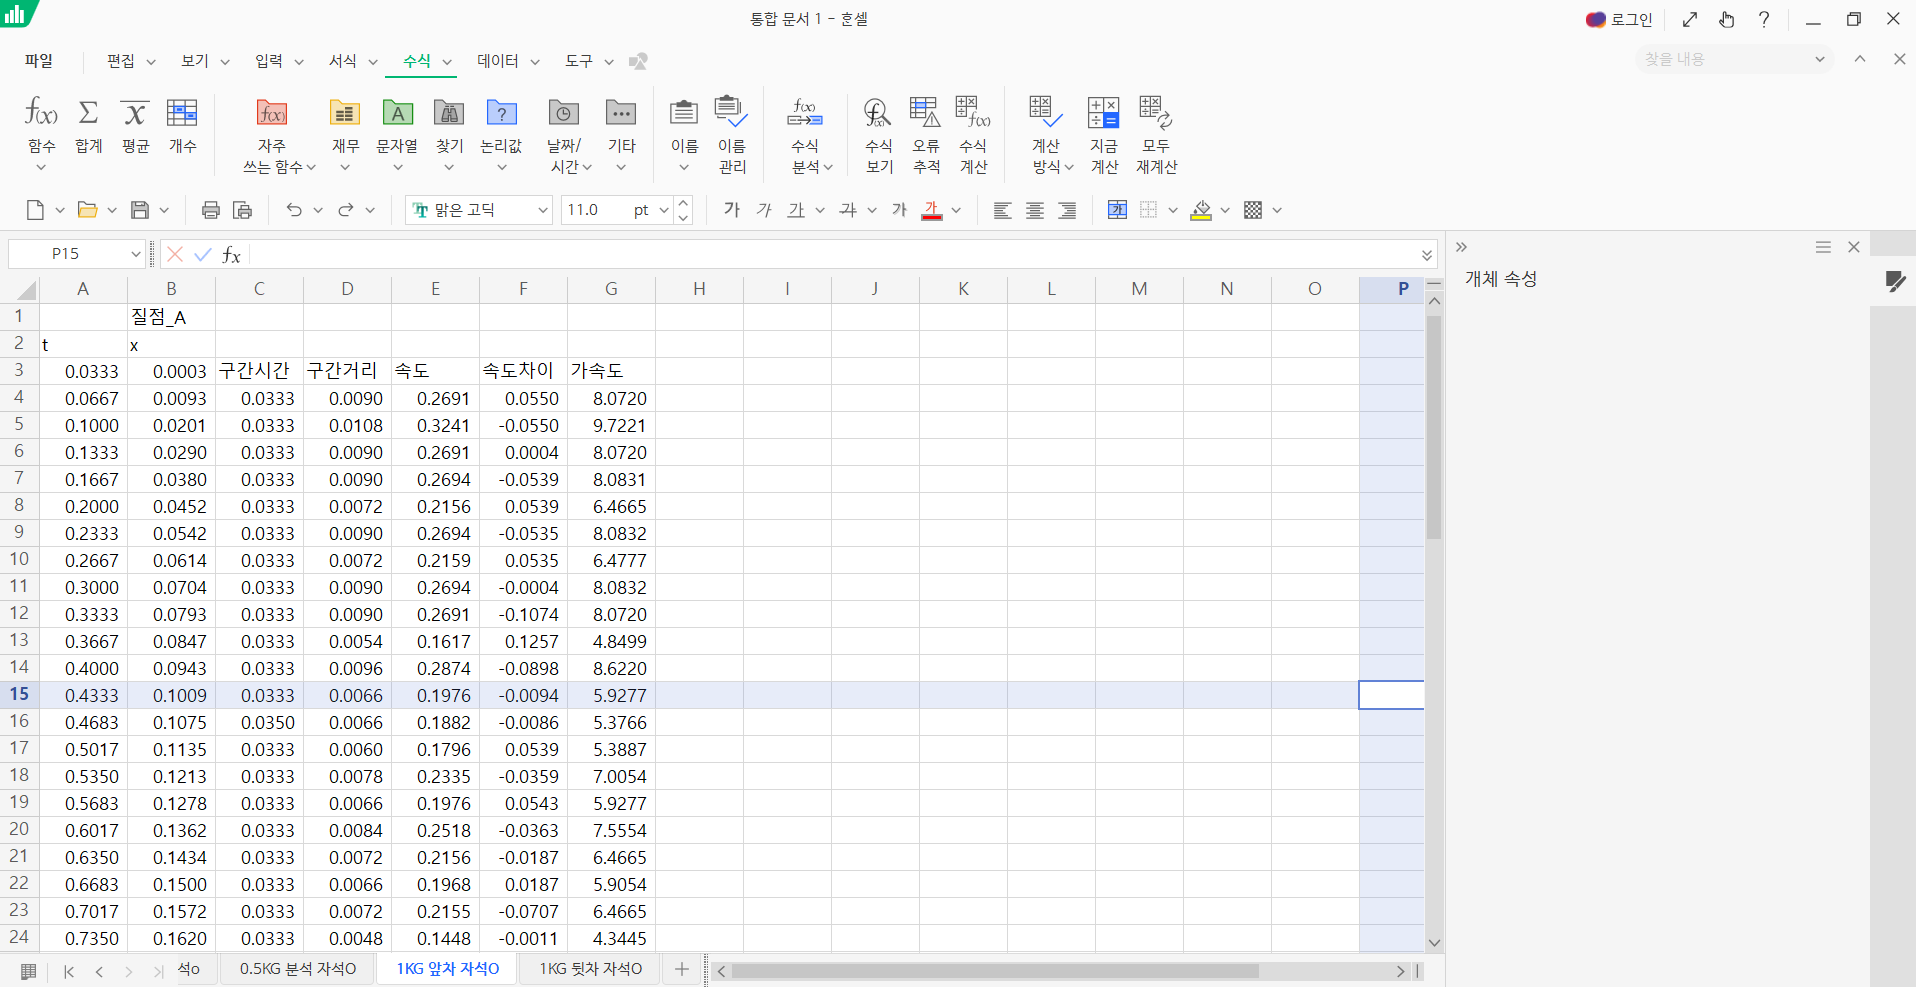 통합 문서 1 - 한셀
로그인
파일 편집 보기 입력 서식 수식 데이터 도구
찾을 내용
함수 합계 평균 개수 자주 쓰는 함수 재무 문자열 찾기 논리값 날짜/시간 기타 이름 이름 관리 수식 분석 수식 보기 오류 추적 수식 계산 계산 방식 지금 계산 모두 재계산
맑은 고딕 11.0 pt 가 가 가 가 가 가
P15 fx
개체 속성
A B C D E F G H I J K L M N O P
1 질점_A
2 t x
3 0.0333 0.0003 구간시간 구간거리 속도 속도차이 가속도
4 0.0667 0.0093 0.0333 0.0090 0.2691 0.0550 8.0720
5 0.1000 0.0201 0.0333 0.0108 0.3241 -0.0550 9.7221
6 0.1333 0.0290 0.0333 0.0090 0.2691 0.0004 8.0720
7 0.1667 0.0380 0.0333 0.0090 0.2694 -0.0539 8.0831
8 0.2000 0.0452 0.0333 0.0072 0.2156 0.0539 6.4665
9 0.2333 0.0542 0.0333 0.0090 0.2694 -0.0535 8.0832
10 0.2667 0.0614 0.0333 0.0072 0.2159 0.0535 6.4777
11 0.3000 0.0704 0.0333 0.0090 0.2694 -0.0004 8.0832
12 0.3333 0.0793 0.0333 0.0090 0.2691 -0.1074 8.0720
13 0.3667 0.0847 0.0333 0.0054 0.1617 0.1257 4.8499
14 0.4000 0.0943 0.0333 0.0096 0.2874 -0.0898 8.6220
15 0.4333 0.1009 0.0333 0.0066 0.1976 -0.0094 5.9277
16 0.4683 0.1075 0.0350 0.0066 0.1882 -0.0086 5.3766
17 0.5017 0.1135 0.0333 0.0060 0.1796 0.0539 5.3887
18 0.5350 0.1213 0.0333 0.0078 0.2335 -0.0359 7.0054
19 0.5683 0.1278 0.0333 0.0066 0.1976 0.0543 5.9277
20 0.6017 0.1362 0.0333 0.0084 0.2518 -0.0363 7.5554
21 0.6350 0.1434 0.0333 0.0072 0.2156 -0.0187 6.4665
22 0.6683 0.1500 0.0333 0.0066 0.1968 0.0187 5.9054
23 0.7017 0.1572 0.0333 0.0072 0.2155 -0.0707 6.4665
24 0.7350 0.1620 0.0333 0.0048 0.1448 -0.0011 4.3445
석o 0.5KG 분석 자석O 1KG 앞차 자석O 1KG 뒷차 자석O